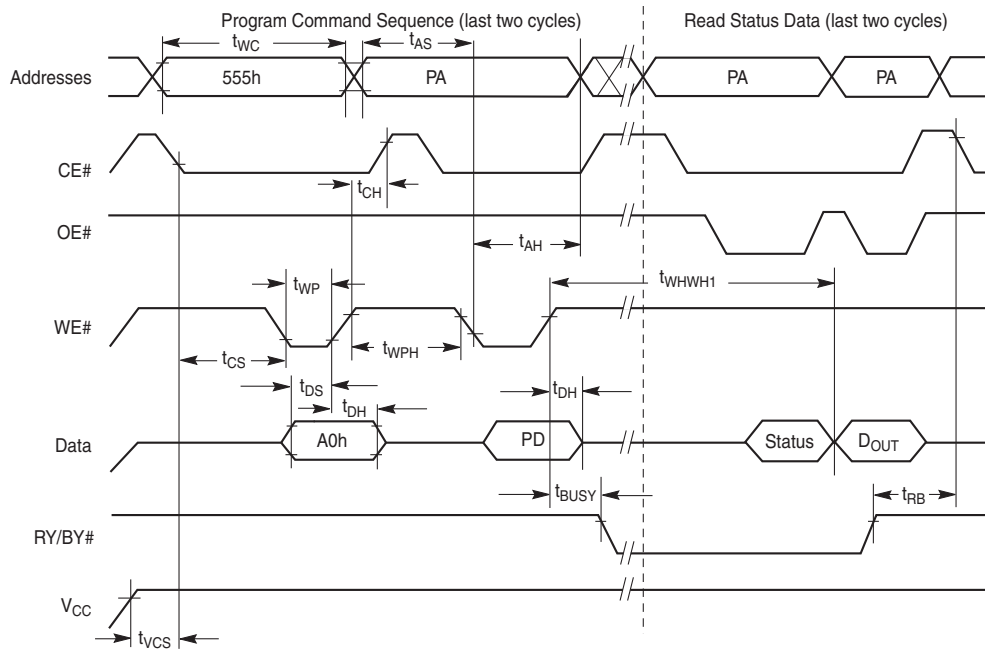 Program Command Sequence (last two cycles) Read Status Data (last two cycles)
tWC tAS
Addresses 555h PA PA PA
CE#
tCH
OE#
tAH
tWP tWHWH1
WE#
tCS tWPH
tDS tDH
tDH
Data A0h PD Status DOUT
tBUSY tRB
RY/BY#
VCC
tVCS